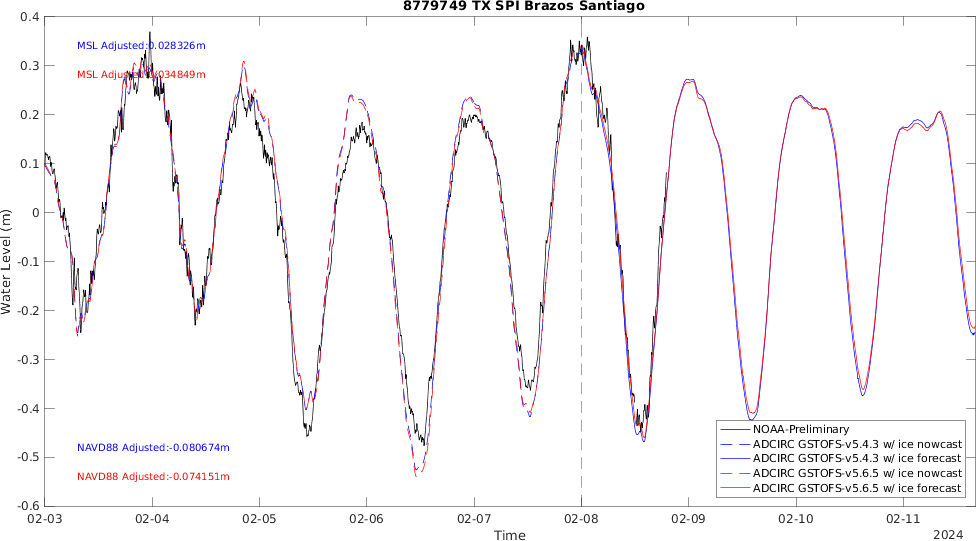 8779749 TX SPI Brazos Santiago
0.4
0.3
0.2
0.1
0
-0.1
-0.2
-0.3
-0.4
-0.5
-0.6
Water Level (m)
MSL Adjusted:0.028326m
MSL Adjusted:0.034849m
NAVD88 Adjusted:-0.080674m
NAVD88 Adjusted:-0.074151m
NOAA-Preliminary
ADCIRC GSTOFS-v5.4.3 w/ ice nowcast
ADCIRC GSTOFS-v5.4.3 w/ ice forecast
ADCIRC GSTOFS-v5.6.5 w/ ice nowcast
ADCIRC GSTOFS-v5.6.5 w/ ice forecast
02-03 02-04 02-05 02-06 02-07 02-08 02-09 02-10 02-11
2024
Time